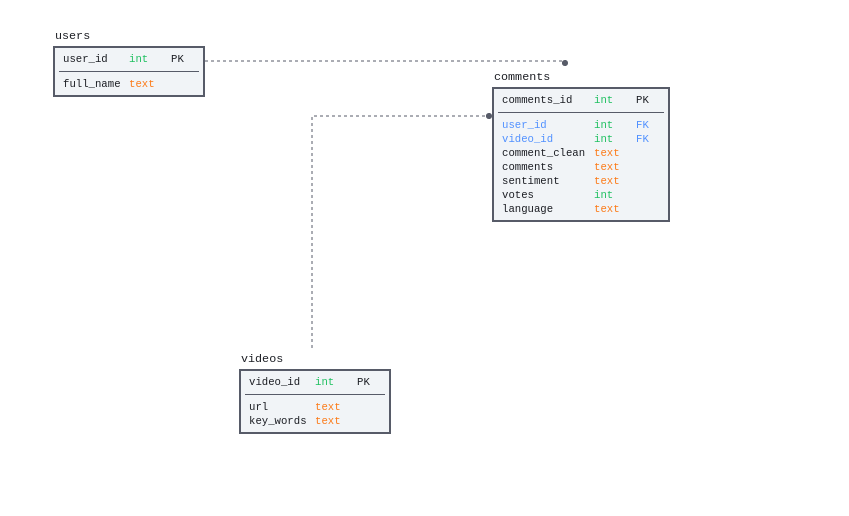 users
user_id int PK
full_name text
comments
comments_id int PK
user_id int FK
video_id int FK
comment_clean text
comments text
sentiment text
votes int
language text
videos
video_id int PK
url text
key_words text